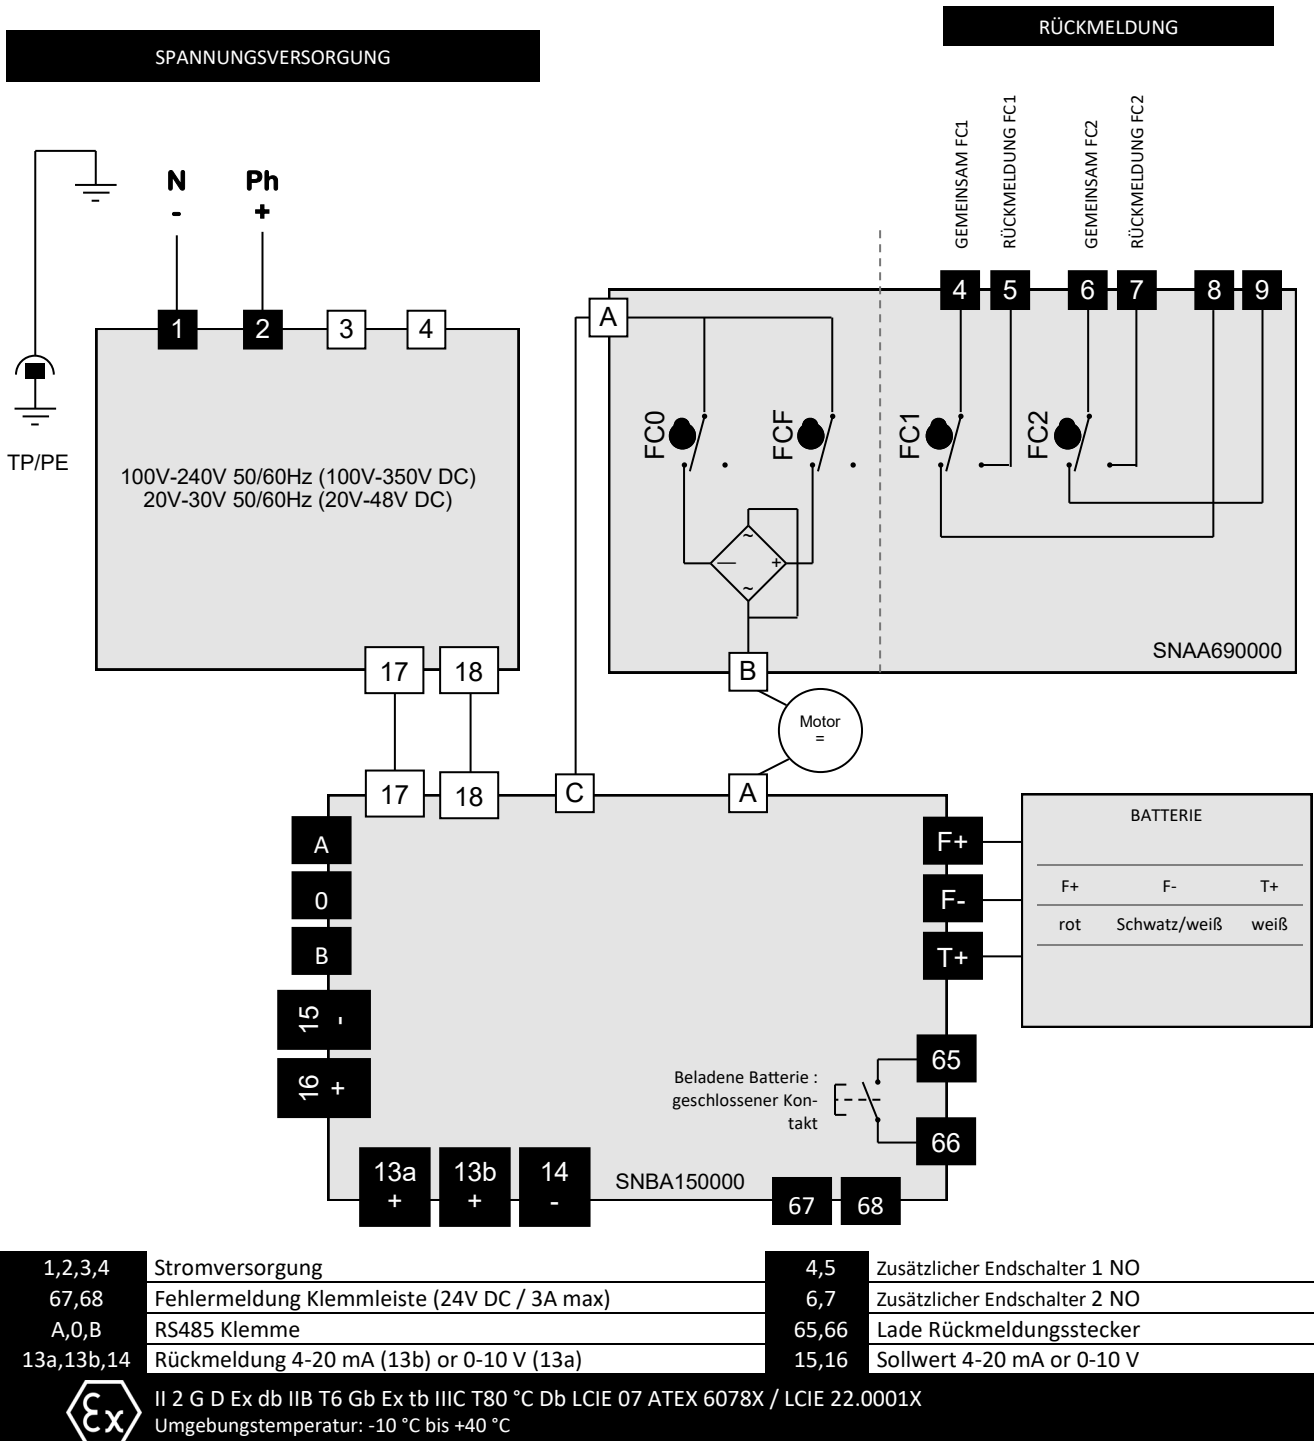 SPANNUNGSVERSORGUNG
RÜCKMELDUNG
GEMEINSAM FC1
RÜCKMELDUNG FC1
GEMEINSAM FC2
RÜCKMELDUNG FC2
N
-
Ph
+
1
2
3
4
4
5
6
7
8
9
A
TP/PE
100V-240V 50/60Hz (100V-350V DC)
20V-30V 50/60Hz (20V-48V DC)
FC0
FCF
FC1
FC2
~
— +
~
SNAA690000
17
18
B
Motor
=
17
18
C
A
A
0
B
15 -
16 +
F+
F-
T+
BATTERIE
F+ F- T+
rot Schwatz/weiß weiß
Beladene Batterie :
geschlossener Kon-
takt
65
66
13a
+
13b
+
14
-
SNBA150000
67
68
1,2,3,4 Stromversorgung
4,5 Zusätzlicher Endschalter 1 NO
67,68 Fehlermeldung Klemmleiste (24V DC / 3A max)
6,7 Zusätzlicher Endschalter 2 NO
A,0,B RS485 Klemme
65,66 Lade Rückmeldungsstecker
13a,13b,14 Rückmeldung 4-20 mA (13b) or 0-10 V (13a)
15,16 Sollwert 4-20 mA or 0-10 V
Ex
II 2 G D Ex db IIB T6 Gb Ex tb IIIC T80 °C Db LCIE 07 ATEX 6078X / LCIE 22.0001X
Umgebungstemperatur: -10 °C bis +40 °C